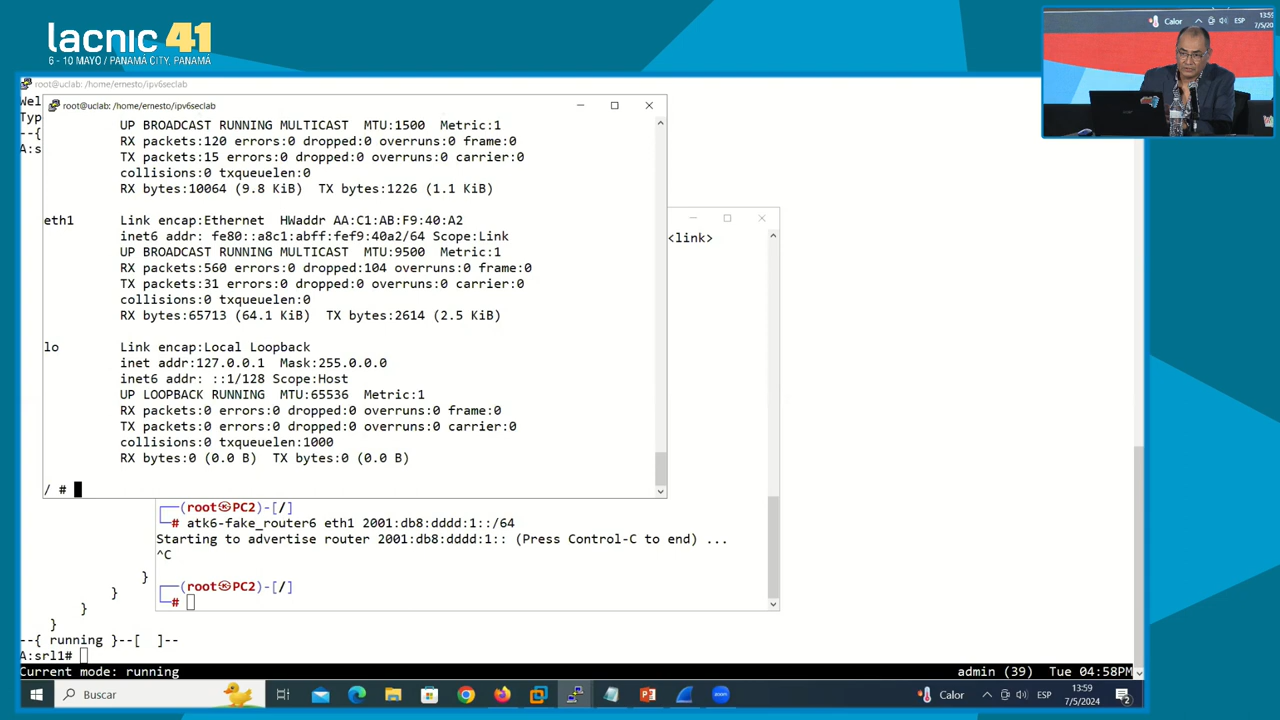 lacnic 41
6 - 10 MAYO / PANAMÁ CITY, PANAMÁ
13:59
Calor
ESP
7/5/20
root@uclab: /home/ernesto/ipv6seclab
Wel
Typ
--{
A:s
root@uclab: /home/ernesto/ipv6seclab
UP BROADCAST RUNNING MULTICAST MTU:1500 Metric:1
RX packets:120 errors:0 dropped:0 overruns:0 frame:0
TX packets:15 errors:0 dropped:0 overruns:0 carrier:0
collisions:0 txqueuelen:0
RX bytes:10064 (9.8 KiB) TX bytes:1226 (1.1 KiB)
eth1 Link encap:Ethernet HWaddr AA:C1:AB:F9:40:A2
inet6 addr: fe80::a8c1:abff:fef9:40a2/64 Scope:Link
UP BROADCAST RUNNING MULTICAST MTU:9500 Metric:1
RX packets:560 errors:0 dropped:104 overruns:0 frame:0
TX packets:31 errors:0 dropped:0 overruns:0 carrier:0
collisions:0 txqueuelen:0
RX bytes:65713 (64.1 KiB) TX bytes:2614 (2.5 KiB)
lo Link encap:Local Loopback
inet addr:127.0.0.1 Mask:255.0.0.0
inet6 addr: ::1/128 Scope:Host
UP LOOPBACK RUNNING MTU:65536 Metric:1
RX packets:0 errors:0 dropped:0 overruns:0 frame:0
TX packets:0 errors:0 dropped:0 overruns:0 carrier:0
collisions:0 txqueuelen:1000
RX bytes:0 (0.0 B) TX bytes:0 (0.0 B)
/ #
<link>
(root㉿PC2)-[/]
# atk6-fake_router6 eth1 2001:db8:dddd:1::/64
Starting to advertise router 2001:db8:dddd:1:: (Press Control-C to end) ...
^C
(root㉿PC2)-[/]
#
}
}
}
}
--{ running }--[ ]--
A:srl1#
Current mode: running admin (39) Tue 04:58PM
Buscar
Calor
ESP
13:59
7/5/2024
2